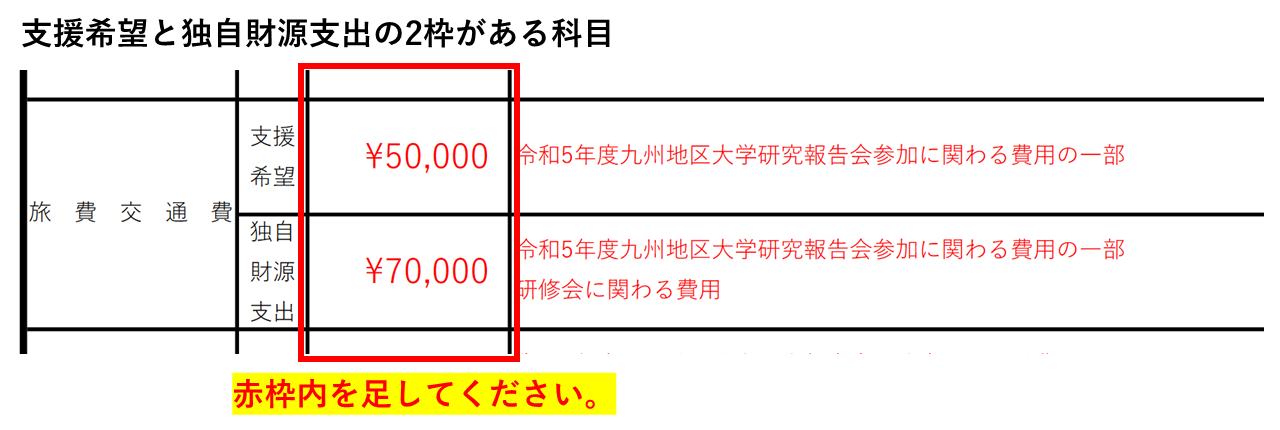 支援希望と独自財源支出の2枠がある科目
旅費交通費
支援
希望
¥50,000
令和5年度九州地区大学研究報告会参加に関わる費用の一部
独自
財源
支出
¥70,000
令和5年度九州地区大学研究報告会参加に関わる費用の一部
研修会に関わる費用
赤枠内を足してください。